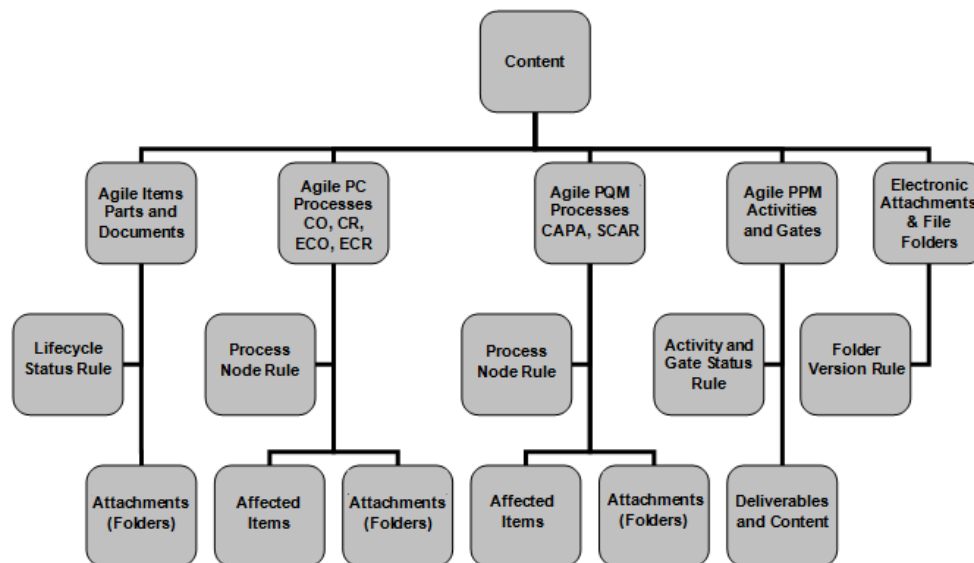 Content
Agile Items
Parts and
Documents
Agile PC
Processes
CO, CR,
ECO, ECR
Agile PQM
Processes
CAPA, SCAR
Agile PPM
Activities
and Gates
Electronic
Attachments
& File
Folders
Lifecycle
Status Rule
Process
Node Rule
Process
Node Rule
Activity and
Gate Status
Rule
Folder
Version Rule
Attachments
(Folders)
Affected
Items
Attachments
(Folders)
Affected
Items
Attachments
(Folders)
Deliverables
and Content